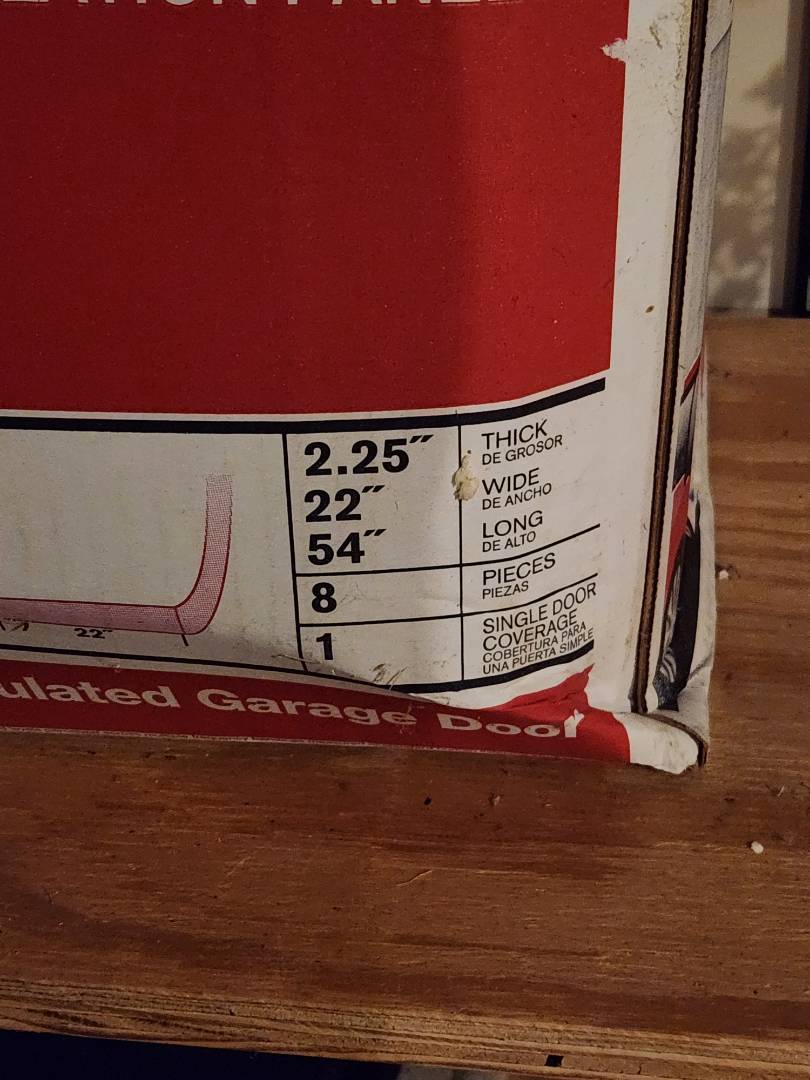 2.25″ THICK
DE GROSOR
22″ WIDE
DE ANCHO
54″ LONG
DE ALTO
8 PIECES
PIEZAS
1 SINGLE DOOR
COVERAGE
COBERTURA PARA
UNA PUERTA SIMPLE
22″
ulated Garage Door